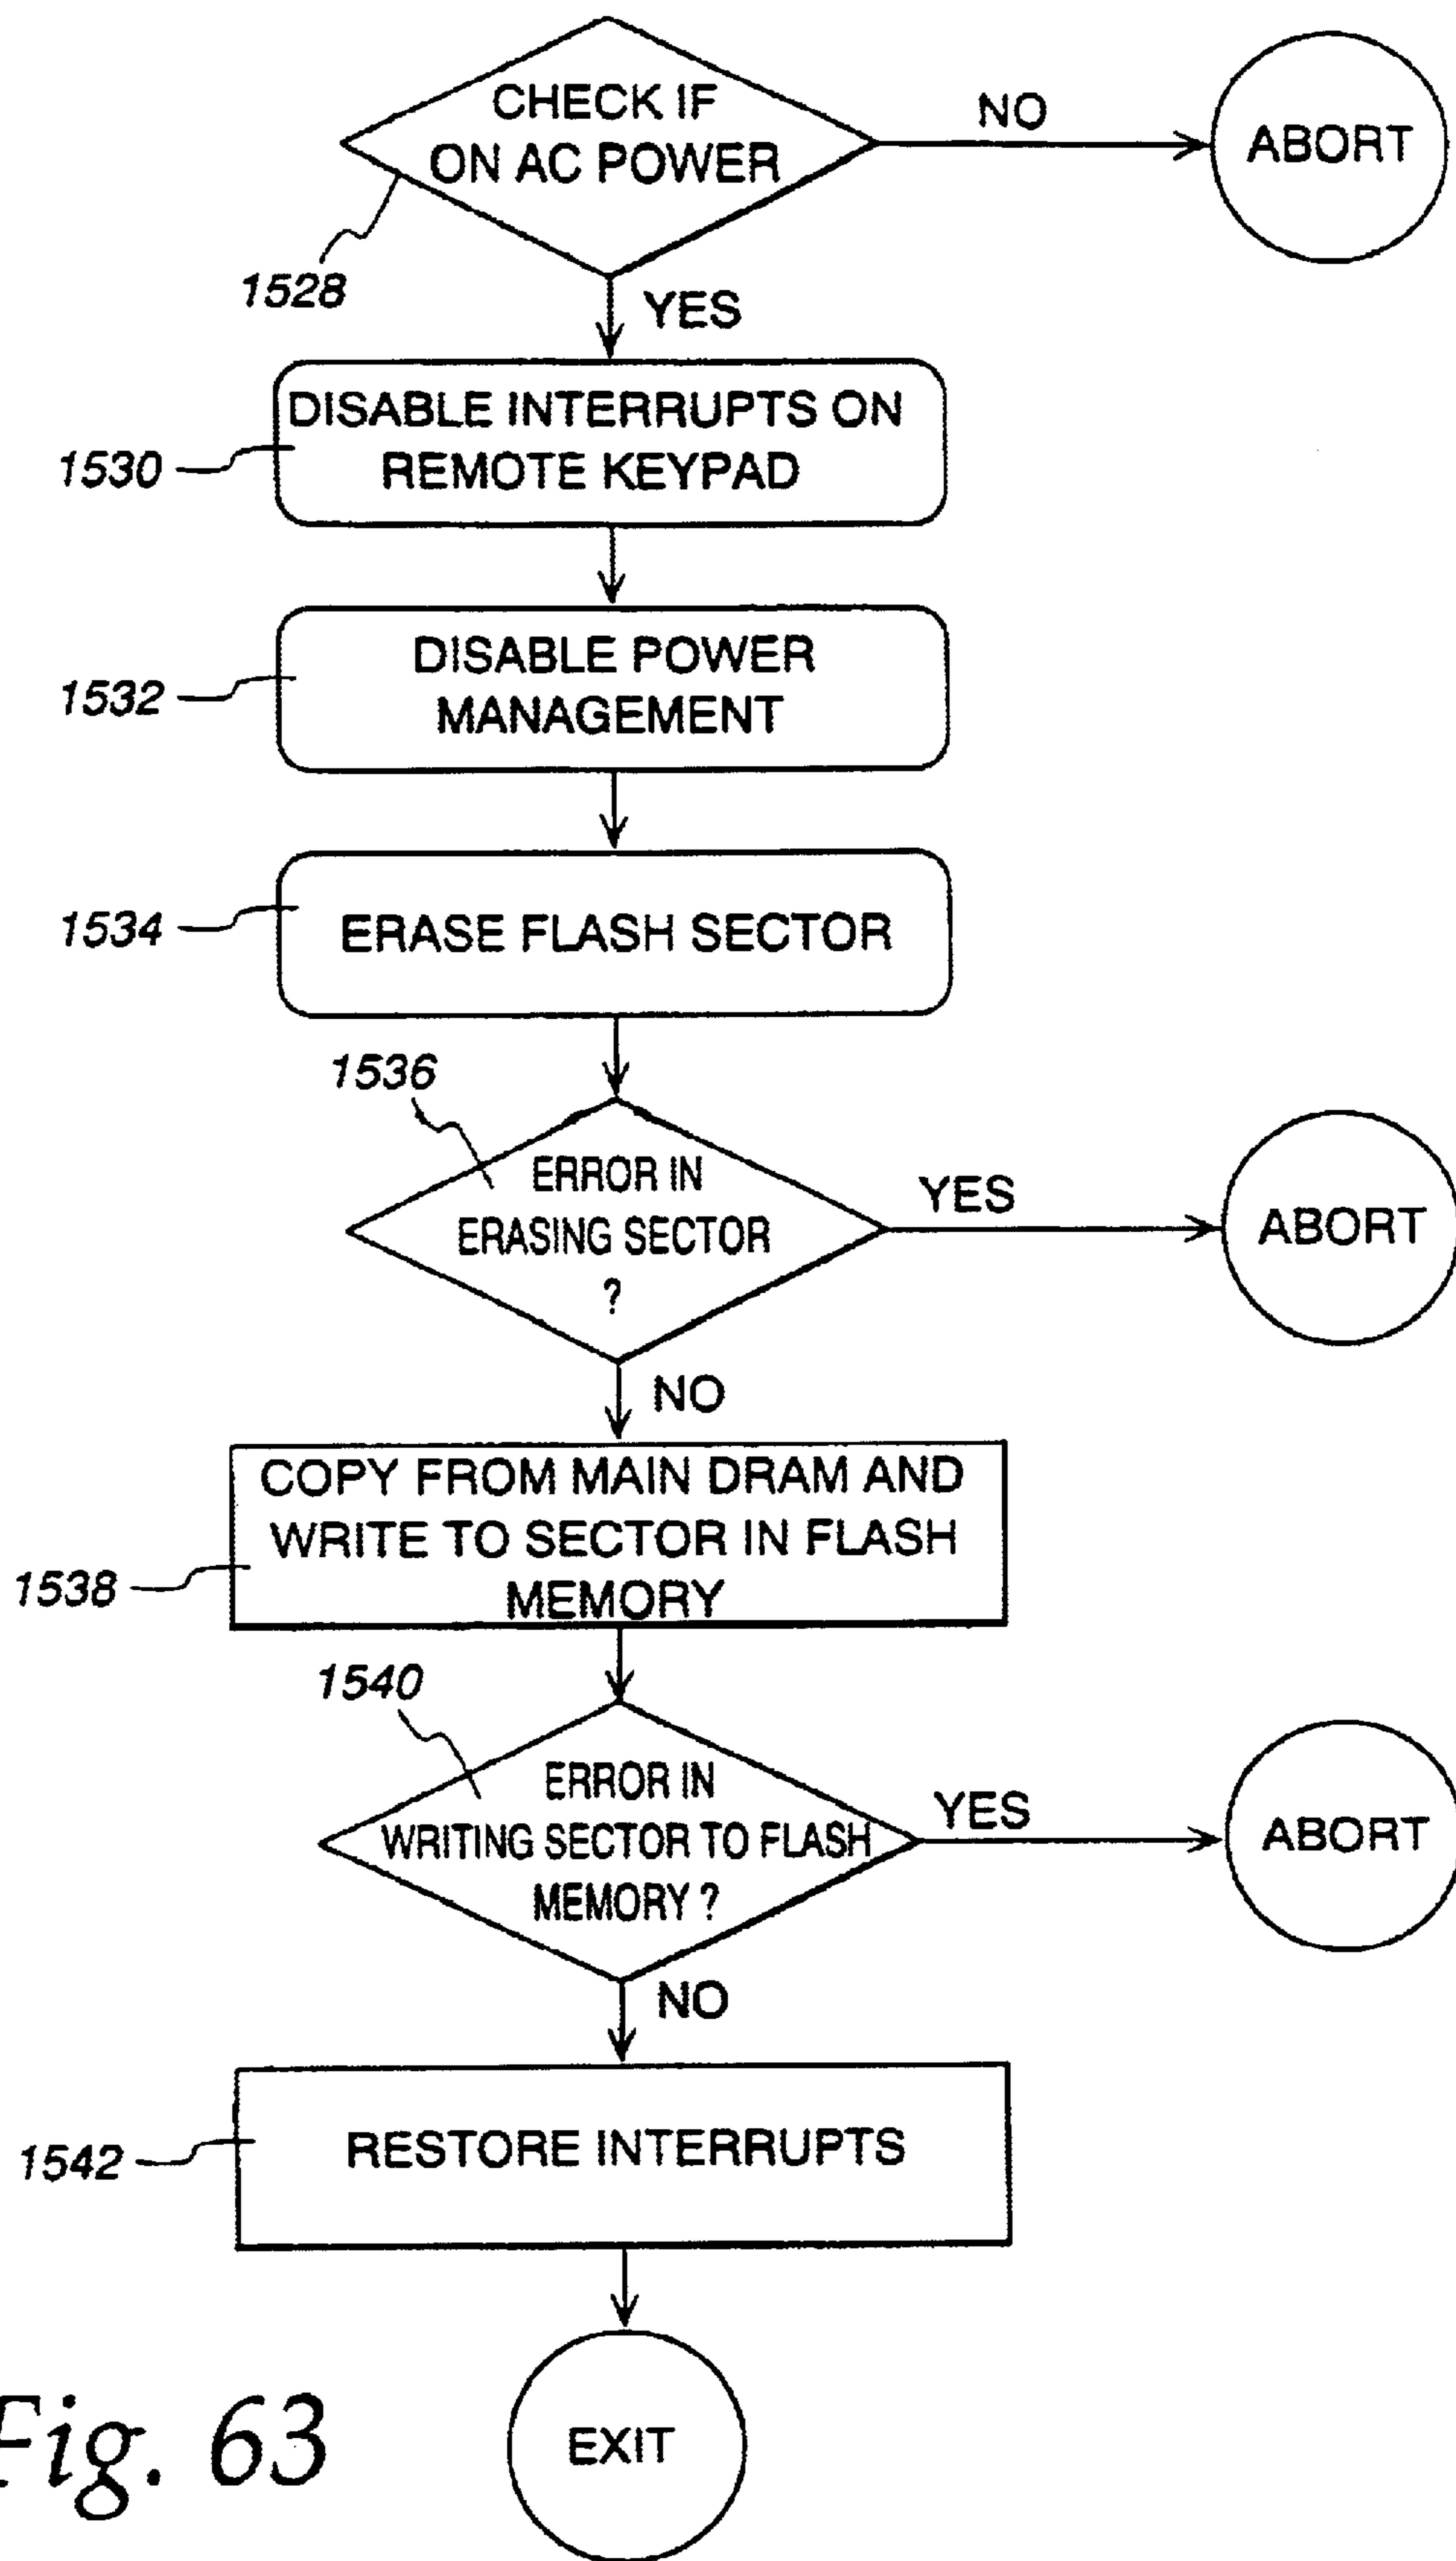 CHECK IF
ON AC POWER
NO
ABORT
1528
YES
DISABLE INTERRUPTS ON
REMOTE KEYPAD
1530
DISABLE POWER
MANAGEMENT
1532
ERASE FLASH SECTOR
1534
1536
ERROR IN
ERASING SECTOR
?
YES
ABORT
NO
COPY FROM MAIN DRAM AND
WRITE TO SECTOR IN FLASH
MEMORY
1538
1540
ERROR IN
WRITING SECTOR TO FLASH
MEMORY ?
YES
ABORT
NO
RESTORE INTERRUPTS
1542
EXIT
Fig. 63